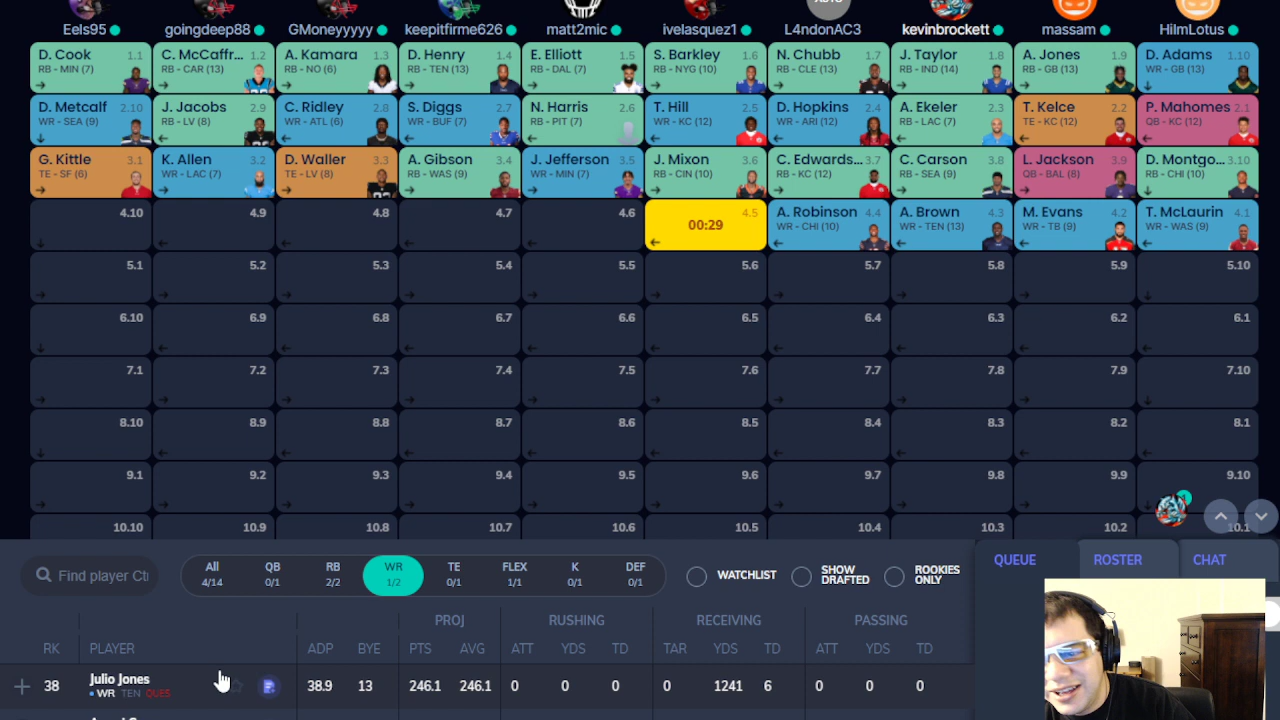 AUTO
Eels95 goingdeep88 GMoneyyyyy keepitfirme626 matt2mic ivelasquez1 L4ndonAC3 kevinbrockett massam HilmLotus
D. Cook 1.1 C. McCaffr... 1.2 A. Kamara 1.3 D. Henry 1.4 E. Elliott 1.5 S. Barkley 1.6 N. Chubb 1.7 J. Taylor 1.8 A. Jones 1.9 D. Adams 1.10
RB - MIN (7) RB - CAR (13) RB - NO (6) RB - TEN (13) RB - DAL (7) RB - NYG (10) RB - CLE (13) RB - IND (14) RB - GB (13) WR - GB (13)
D. Metcalf 2.10 J. Jacobs 2.9 C. Ridley 2.8 S. Diggs 2.7 N. Harris 2.6 T. Hill 2.5 D. Hopkins 2.4 A. Ekeler 2.3 T. Kelce 2.2 P. Mahomes 2.1
WR - SEA (9) RB - LV (8) WR - ATL (6) WR - BUF (7) RB - PIT (7) WR - KC (12) WR - ARI (12) RB - LAC (7) TE - KC (12) QB - KC (12)
G. Kittle 3.1 K. Allen 3.2 D. Waller 3.3 A. Gibson 3.4 J. Jefferson 3.5 J. Mixon 3.6 C. Edwards... 3.7 C. Carson 3.8 L. Jackson 3.9 D. Montgo... 3.10
TE - SF (6) WR - LAC (7) TE - LV (8) RB - WAS (9) WR - MIN (7) RB - CIN (10) RB - KC (12) RB - SEA (9) QB - BAL (8) RB - CHI (10)
4.10 4.9 4.8 4.7 4.6 4.5 A. Robinson 4.4 A. Brown 4.3 M. Evans 4.2 T. McLaurin 4.1
00:29 WR - CHI (10) WR - TEN (13) WR - TB (9) WR - WAS (9)
5.1 5.2 5.3 5.4 5.5 5.6 5.7 5.8 5.9 5.10
6.10 6.9 6.8 6.7 6.6 6.5 6.4 6.3 6.2 6.1
7.1 7.2 7.3 7.4 7.5 7.6 7.7 7.8 7.9 7.10
8.10 8.9 8.8 8.7 8.6 8.5 8.4 8.3 8.2 8.1
9.1 9.2 9.3 9.4 9.5 9.6 9.7 9.8 9.9 9.10
10.10 10.9 10.8 10.7 10.6 10.5 10.4 10.3 10.2 10.1
Find player Ctr All QB RB WR TE FLEX K DEF WATCHLIST SHOW DRAFTED ROOKIES ONLY QUEUE ROSTER CHAT
4/14 0/1 2/2 1/2 0/1 1/1 0/1 0/1
PROJ RUSHING RECEIVING PASSING
RK PLAYER ADP BYE PTS AVG ATT YDS TD TAR YDS TD ATT YDS TD
38 Julio Jones 38.9 13 246.1 246.1 0 0 0 0 1241 6 0 0 0
WR TEN QUES